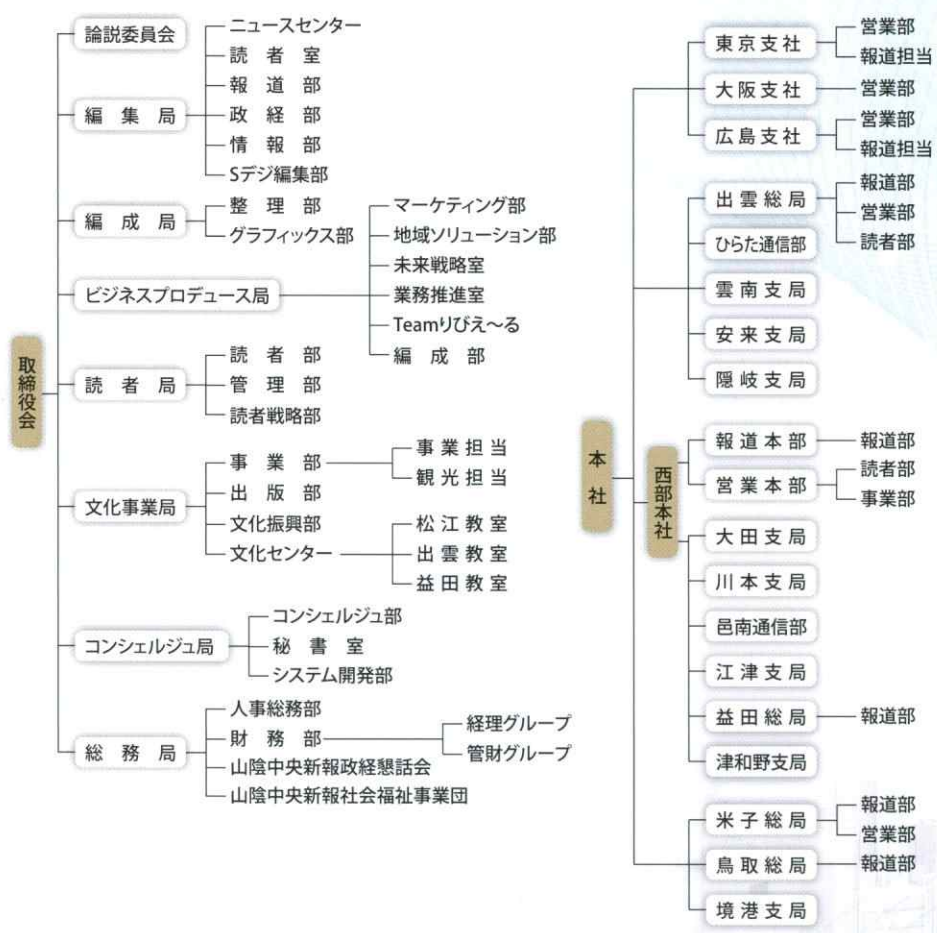 取締役会
論説委員会
編集局
ニュースセンター
読者室
報道部
政経部
情報部
Sデジ編集部
編成局
整理部
グラフィックス部
ビジネスプロデュース局
マーケティング部
地域ソリューション部
未来戦略室
業務推進室
Teamりびえ〜る
編成部
読者局
読者部
管理部
読者戦略部
文化事業局
事業部
事業担当
観光担当
出版部
文化振興部
文化センター
松江教室
出雲教室
益田教室
コンシェルジュ局
コンシェルジュ部
秘書室
システム開発部
総務局
人事総務部
財務部
経理グループ
管財グループ
山陰中央新報政経懇話会
山陰中央新報社会福祉事業団
本社
東京支社
営業部
報道担当
大阪支社
営業部
広島支社
営業部
報道担当
出雲総局
報道部
営業部
読者部
ひらた通信部
雲南支局
安来支局
隠岐支局
西部本社
報道本部
報道部
営業本部
読者部
事業部
大田支局
川本支局
邑南通信部
江津支局
益田総局
報道部
津和野支局
米子総局
報道部
営業部
鳥取総局
報道部
境港支局